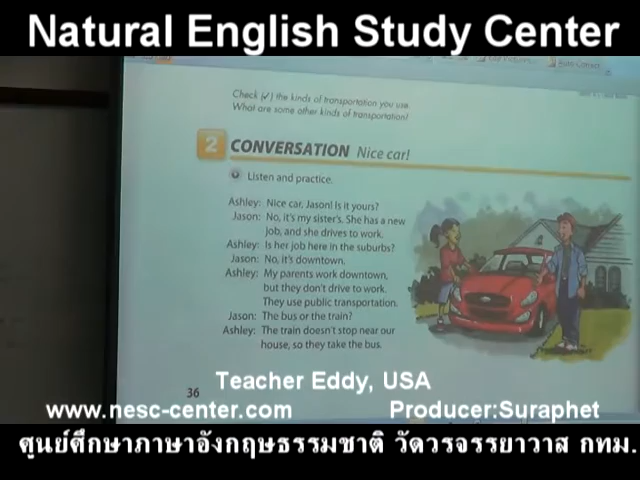 Natural English Study Center
Check (✓) the kinds of transportation you use.
What are some other kinds of transportation?
2 CONVERSATION Nice car!
Listen and practice.
Ashley: Nice car, Jason! Is it yours?
Jason: No, it's my sister's. She has a new
job, and she drives to work.
Ashley: Is her job here in the suburbs?
Jason: No, it's downtown.
Ashley: My parents work downtown,
but they don't drive to work.
They use public transportation.
Jason: The bus or the train?
Ashley: The train doesn't stop near our
house, so they take the bus.
36
Teacher Eddy, USA
www.nesc-center.com Producer:Suraphet
ศูนย์ศึกษาภาษาอังกฤษธรรมชาติ วัดวรจรรยาวาส กทม.